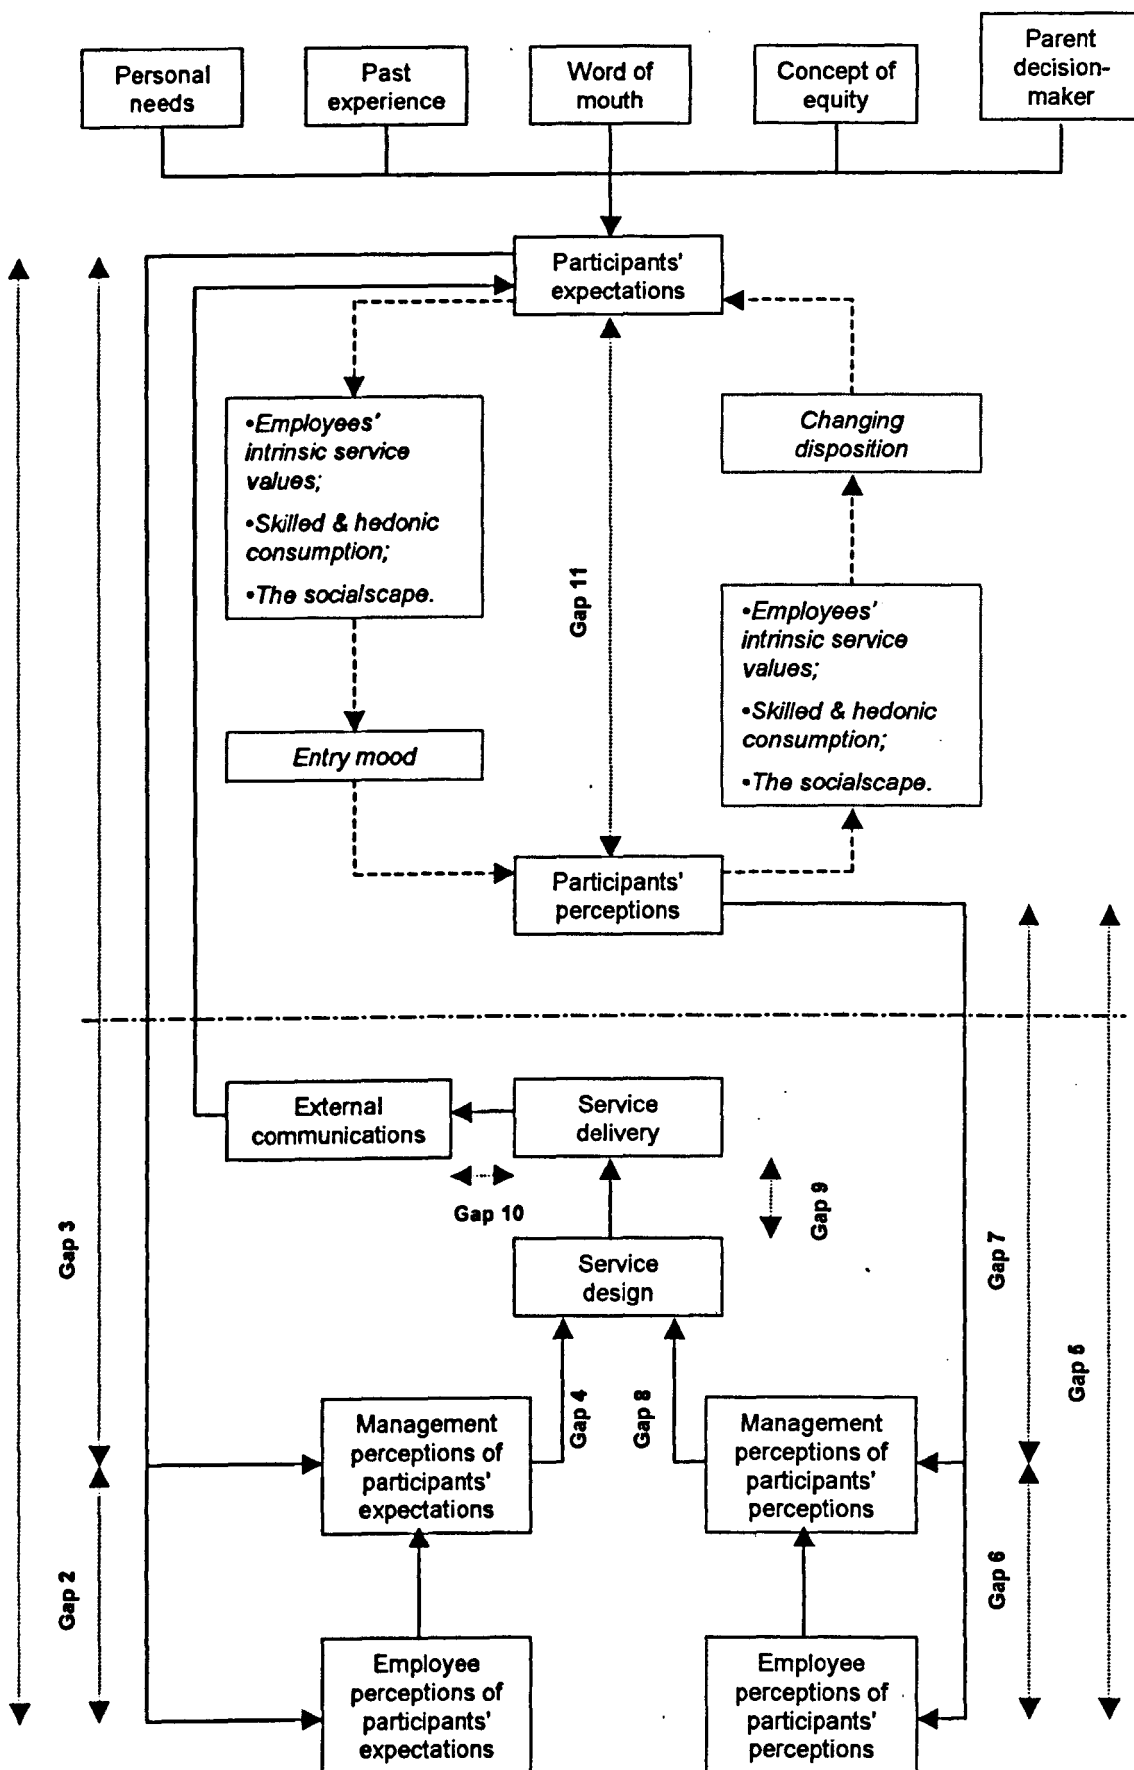 Personal
needs
Past
experience
Word of
mouth
Concept of
equity
Parent
decision-
maker
Participants'
expectations
•Employees'
intrinsic service
values;
•Skilled & hedonic
consumption;
•The socialscape.
Changing
disposition
Gap 11
•Employees'
intrinsic service
values;
•Skilled & hedonic
consumption;
•The socialscape.
Entry mood
Participants'
perceptions
External
communications
Service
delivery
Gap 10
Gap 9
Service
design
Gap 3
Gap 7
Gap 5
Gap 4
Gap 8
Management
perceptions of
participants'
expectations
Management
perceptions of
participants'
perceptions
Gap 2
Gap 6
Employee
perceptions of
participants'
expectations
Employee
perceptions of
participants'
perceptions